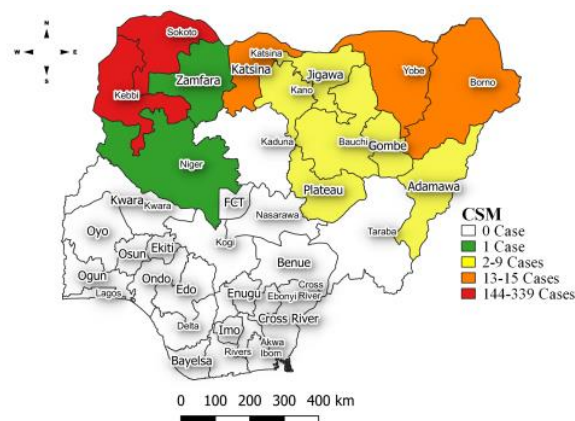 N
W E
S
Sokoto
Katsina
Zamfara
Katsina
Jigawa
Yobe
Borno
Kebbi
Kano
Kaduna
Bauchi
Gombe
Niger
Plateau
Adamawa
Kwara
Kwara
FCT
Nasarawa
Taraba
Oyo
Kogi
Osun
Ekiti
Benue
Ogun
Ondo
Edo
Enugu
Ebonyi
Cross
River
Lagos
Cross River
Delta
Imo
Akwa
Ibom
Bayelsa
Rivers
CSM
0 Case
1 Case
2-9 Cases
13-15 Cases
144-339 Cases
0 100 200 300 400 km